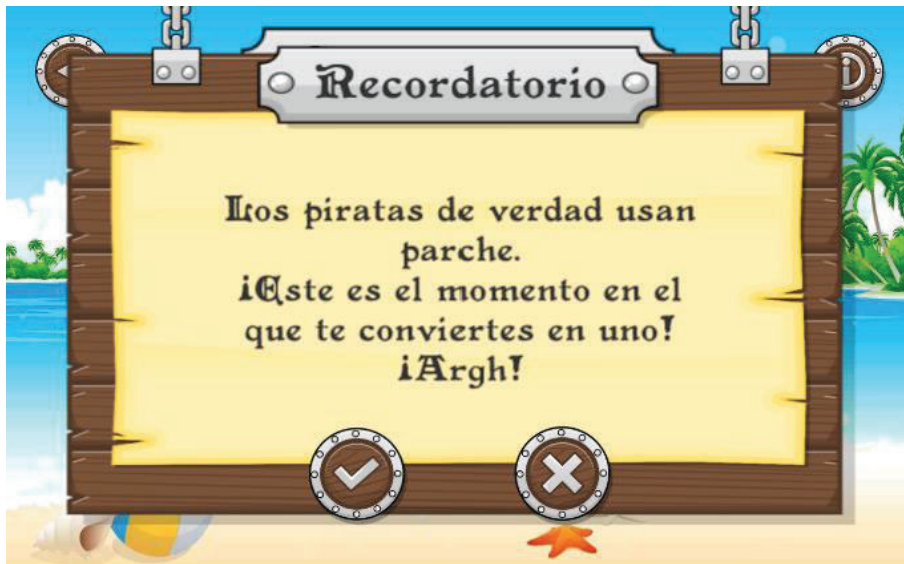 Recordatorio
Los piratas de verdad usan
parche.
¡Este es el momento en el
que te conviertes en uno!
¡Argh!